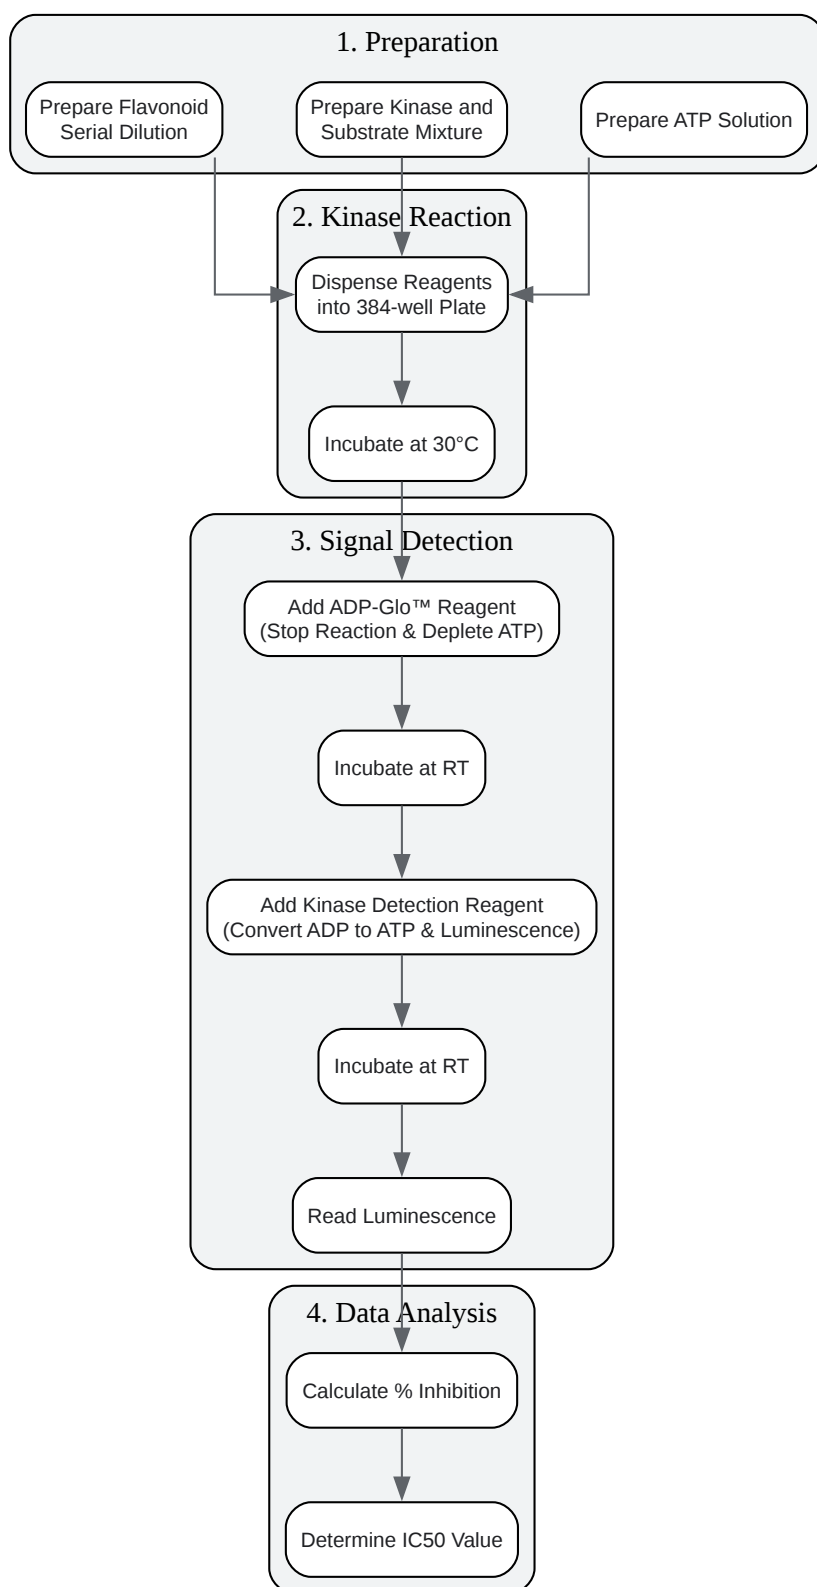 1. Preparation
Prepare Flavonoid
Serial Dilution
Prepare Kinase and
Substrate Mixture
Prepare ATP Solution
2. Kinase Reaction
Dispense Reagents
into 384-well Plate
Incubate at 30°C
3. Signal Detection
Add ADP-Glo™ Reagent
(Stop Reaction & Deplete ATP)
Incubate at RT
Add Kinase Detection Reagent
(Convert ADP to ATP & Luminescence)
Incubate at RT
Read Luminescence
4. Data Analysis
Calculate % Inhibition
Determine IC50 Value